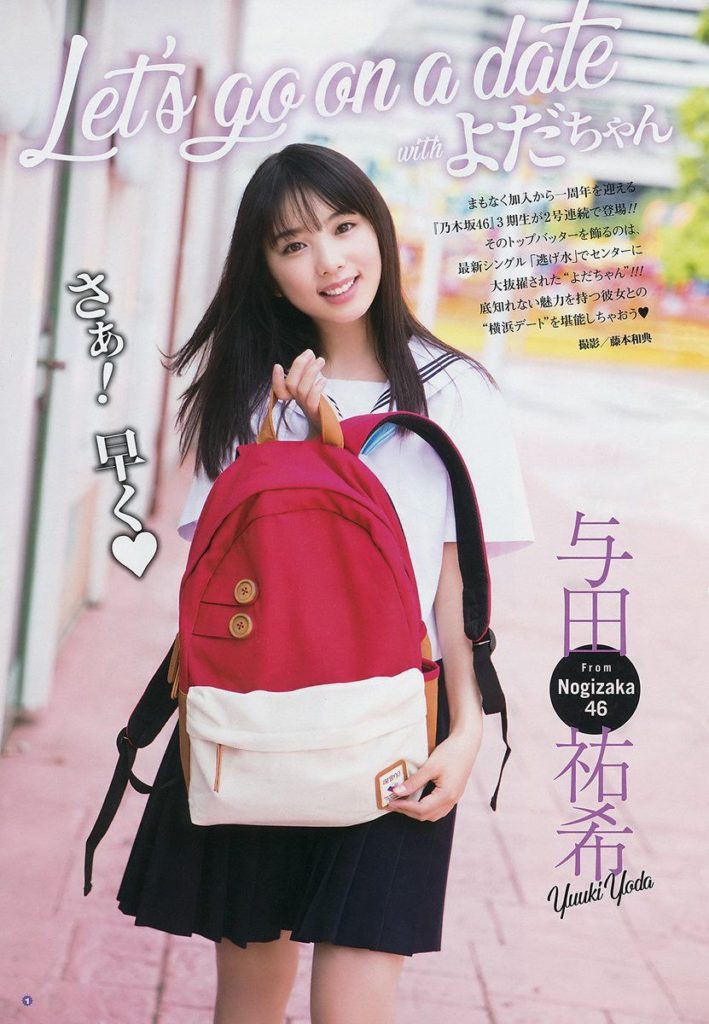 Let's go on a date
with よだちゃん
まもなく加入から一周年を迎える
『乃木坂46』3期生が2号連続で登場!!
そのトップバッターを飾るのは、
最新シングル「逃げ水」でセンターに
大抜擢された“よだちゃん”!!!
底知れない魅力を持つ彼女との
“横浜デート”を堪能しちゃおう♥
撮影／藤本和典
さぁ！早く♥
与田祐希
From
Nogizaka
46
Yuuki Yoda
1